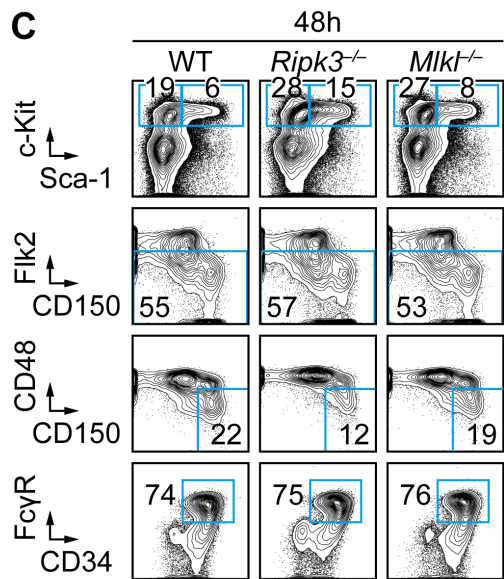 C
48h
WT Ripk3–/– Mlkl–/–
c-Kit
Sca-1
19 6 28 15 27 8
Flk2
CD150
55 57 53
CD48
CD150
22 12 19
FcγR
CD34
74 75 76